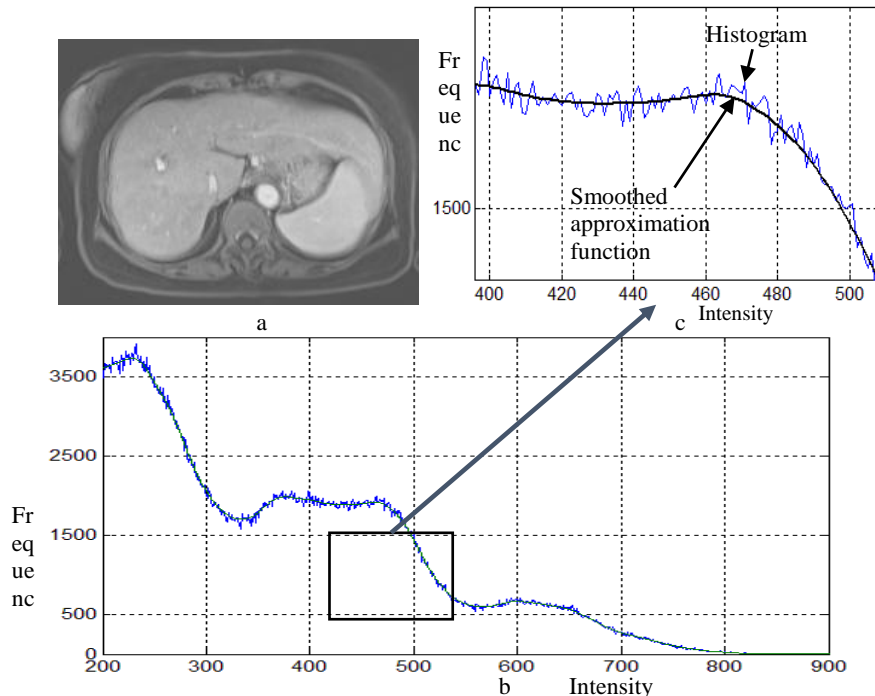 Histogram
Fr
eq
ue
nc
1500
Smoothed
approximation
function
400 420 440 460 480 500
Intensity
a
c
3500
2500
1500
500
0
Fr
eq
ue
nc
200 300 400 500 600 700 800 900
b Intensity